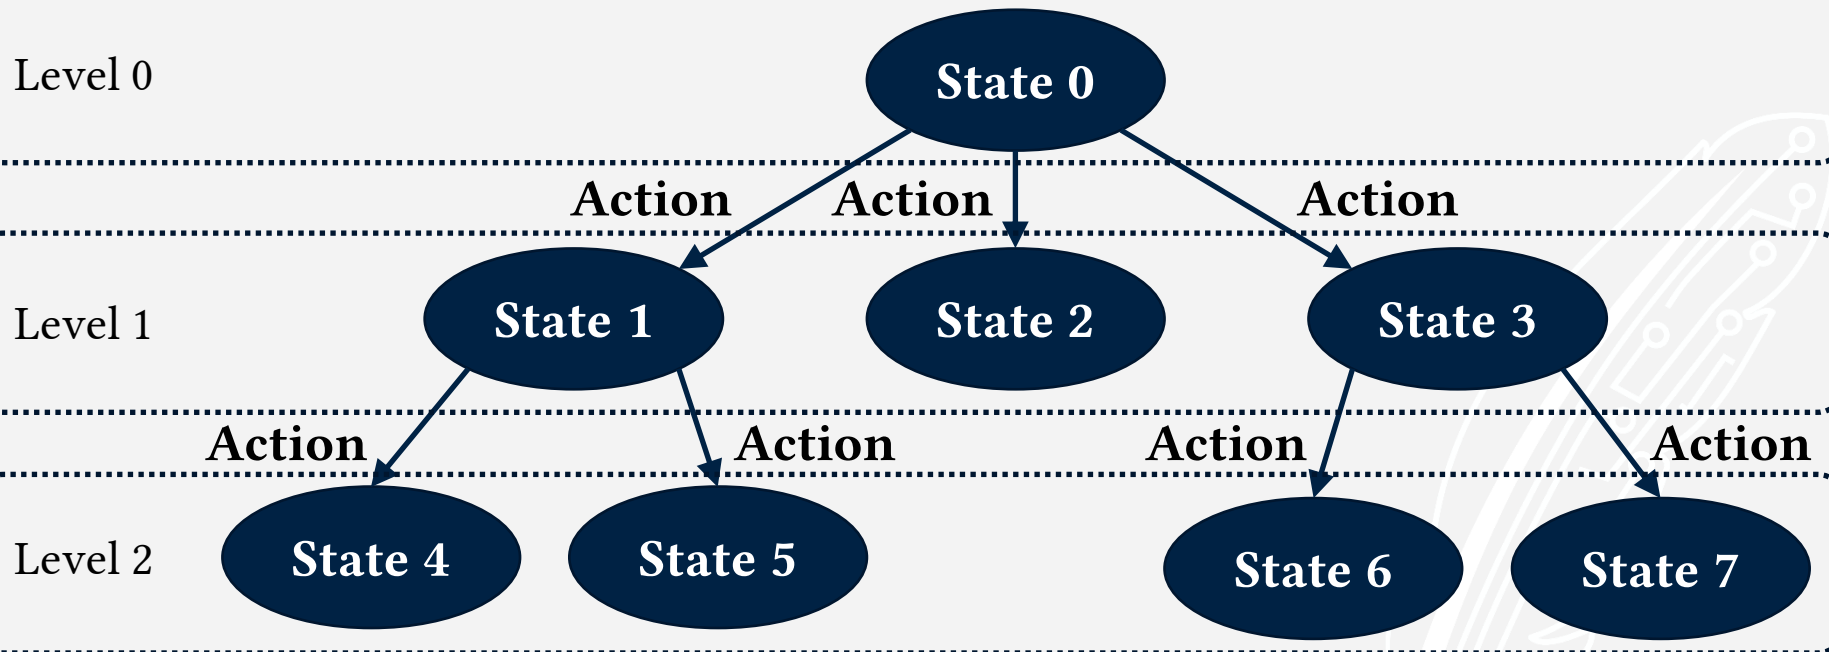 Level 0
State 0
Action Action Action
Level 1
State 1 State 2 State 3
Action Action Action Action
Level 2
State 4 State 5 State 6 State 7